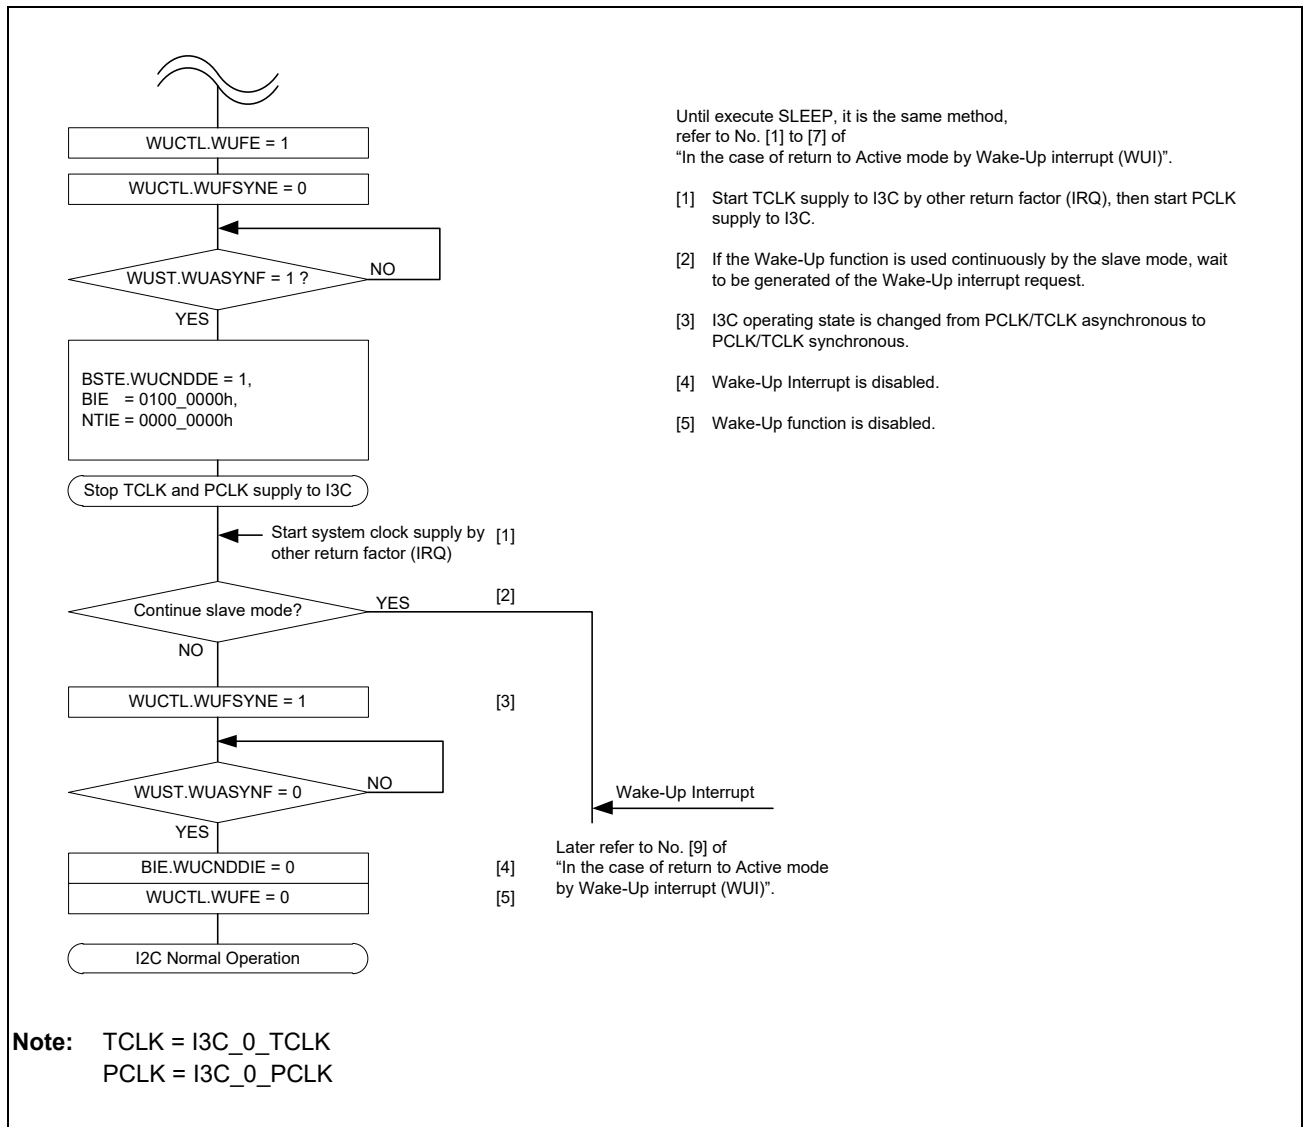 WUCTL.WUFE = 1
WUCTL.WUFSYNE = 0
WUST.WUASYNF = 1 ?
NO
YES
BSTE.WUCNDDE = 1,
BIE = 0100_0000h,
NTIE = 0000_0000h
Stop TCLK and PCLK supply to I3C
Start system clock supply by [1]
other return factor (IRQ)
Continue slave mode?
YES
[2]
NO
WUCTL.WUFSYNE = 1
[3]
WUST.WUASYNF = 0
NO
YES
BIE.WUCNDDIE = 0
[4]
WUCTL.WUFE = 0
[5]
I2C Normal Operation
Wake-Up Interrupt
Later refer to No. [9] of
“In the case of return to Active mode
by Wake-Up interrupt (WUI)”.
Until execute SLEEP, it is the same method,
refer to No. [1] to [7] of
“In the case of return to Active mode by Wake-Up interrupt (WUI)”.
[1] Start TCLK supply to I3C by other return factor (IRQ), then start PCLK
supply to I3C.
[2] If the Wake-Up function is used continuously by the slave mode, wait
to be generated of the Wake-Up interrupt request.
[3] I3C operating state is changed from PCLK/TCLK asynchronous to
PCLK/TCLK synchronous.
[4] Wake-Up Interrupt is disabled.
[5] Wake-Up function is disabled.
Note: TCLK = I3C_0_TCLK
PCLK = I3C_0_PCLK